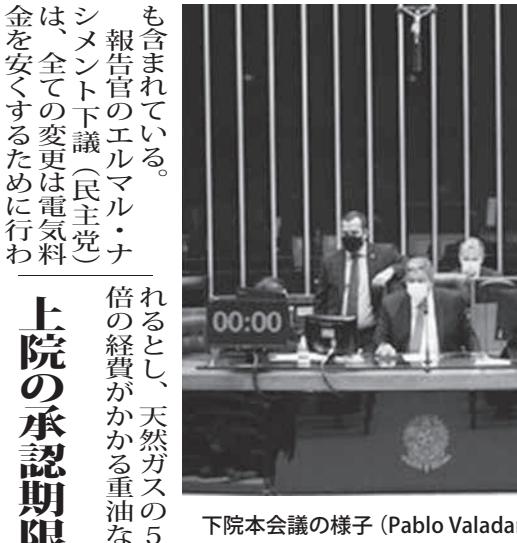 も含まれている。
報告官のエルマル・ナ
シメント下議（民主党）
は、全ての変更は電気料
金を安くするために行わ
れるとし、天然ガスの５
倍の経費がかかる重油な
上院の承認期限
00:00
下院本会議の様子（Pablo Valada